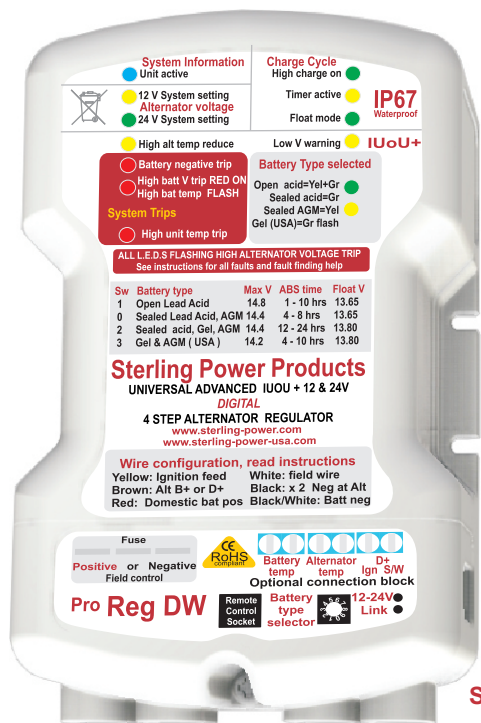 System Information
Unit active
12 V System setting
Alternator voltage
24 V System setting
High alt temp reduce
Charge Cycle
High charge on
Timer active
Float mode
Low V warning
IP67
Waterproof
IUoU+
Battery negative trip
High batt V trip RED ON
High bat temp FLASH
System Trips
High unit temp trip
Battery Type selected
Open acid=Yel+Gr
Sealed acid=Gr
Sealed AGM=Yel
Gel (USA)=Gr flash
ALL L.E.D.S FLASHING HIGH ALTERNATOR VOLTAGE TRIP
See instructions for all faults and fault finding help
Sw Battery type Max V ABS time Float V
1 Open Lead Acid 14.8 1 - 10 hrs 13.65
0 Sealed Lead Acid, AGM 14.4 4 - 8 hrs 13.65
2 Sealed acid, Gel, AGM 14.4 12 - 24 hrs 13.80
3 Gel & AGM ( USA ) 14.2 4 - 10 hrs 13.80
Sterling Power Products
UNIVERSAL ADVANCED IUOU + 12 & 24V
DIGITAL
4 STEP ALTERNATOR REGULATOR
www.sterling-power.com
www.sterling-power-usa.com
Wire configuration, read instructions
Yellow: Ignition feed White: field wire
Brown: Alt B+ or D+ Black: x 2 Neg at Alt
Red: Domestic bat pos Black/White: Batt neg
Fuse
Positive or Negative
Field control
CE
RoHS
compliant
Battery temp
Alternator temp
D+
Ign S/W
Optional connection block
Pro Reg DW
Remote
Control
Socket
Battery
type
selector
12-24V
Link
S